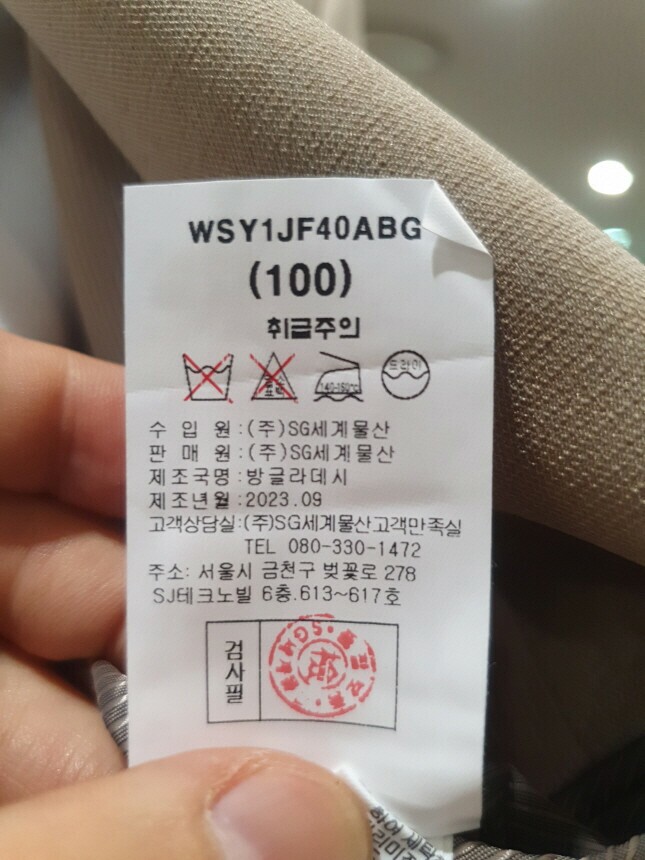 WSY1JF40ABG
(100)
취급주의
140-160℃ 드라이
수 입 원:(주)SG세계물산
판 매 원:(주)SG세계물산
제조국명:방글라데시
제조년월:2023.09
고객상담실:(주)SG세계물산고객만족실
TEL 080-330-1472
주소: 서울시 금천구 벚꽃로 278
SJ테크노빌 6층.613~617호
검사필